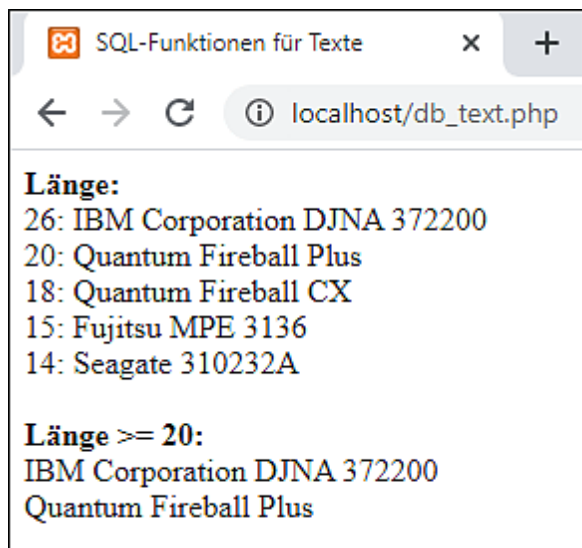 SQL-Funktionen für Texte
localhost/db_text.php
Länge:
26: IBM Corporation DJNA 372200
20: Quantum Fireball Plus
18: Quantum Fireball CX
15: Fujitsu MPE 3136
14: Seagate 310232A
Länge >= 20:
IBM Corporation DJNA 372200
Quantum Fireball Plus